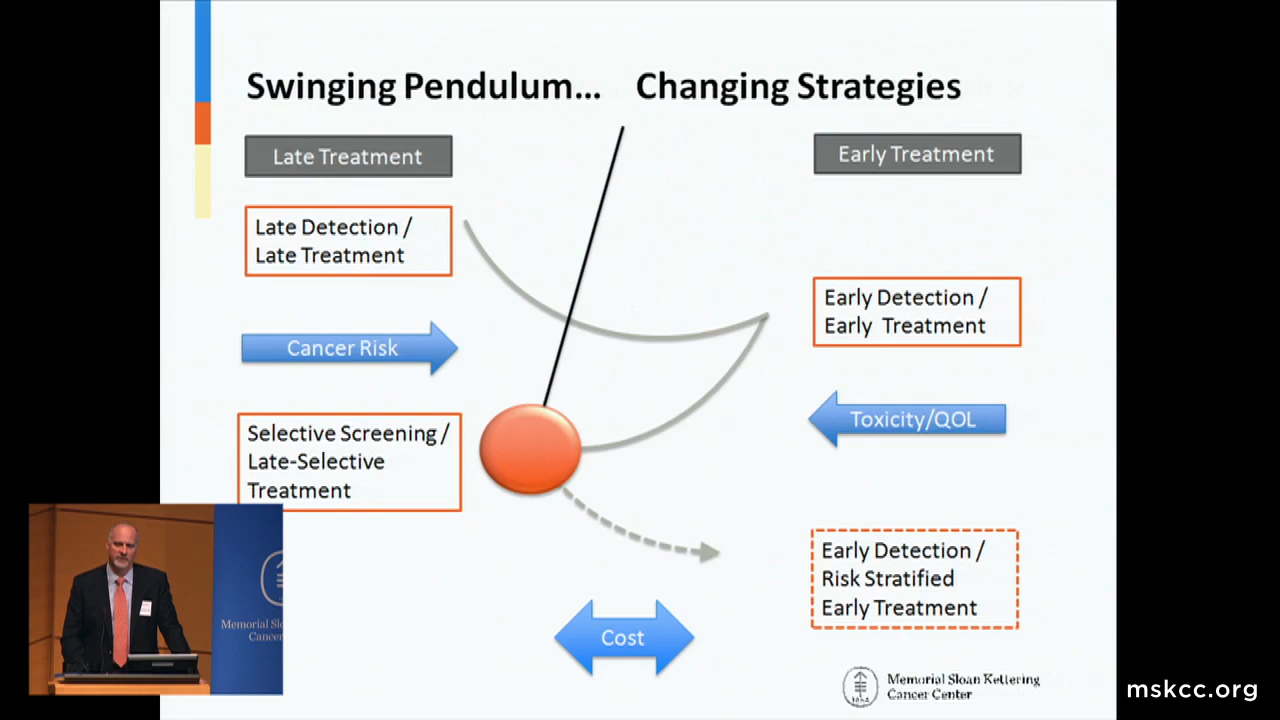 Swinging Pendulum... Changing Strategies
Late Treatment
Early Treatment
Late Detection /
Late Treatment
Early Detection /
Early Treatment
Cancer Risk
Toxicity/QOL
Selective Screening /
Late-Selective
Treatment
Early Detection /
Risk Stratified
Early Treatment
Cost
Memorial Sloan Kettering
Cancer Center
mskcc.org
Memorial Slo
Cancer